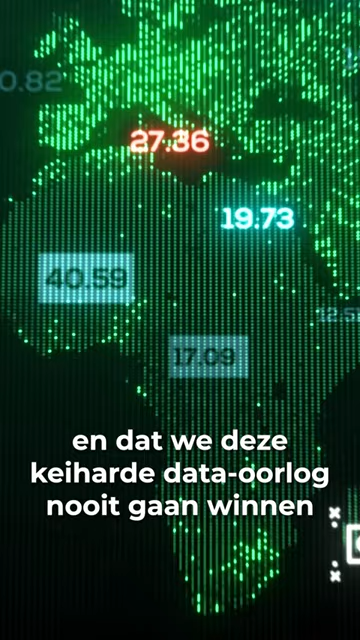 0.82
27.36
19.73
40.59
17.09
en dat we deze
keiharde data-oorlog
nooit gaan winnen